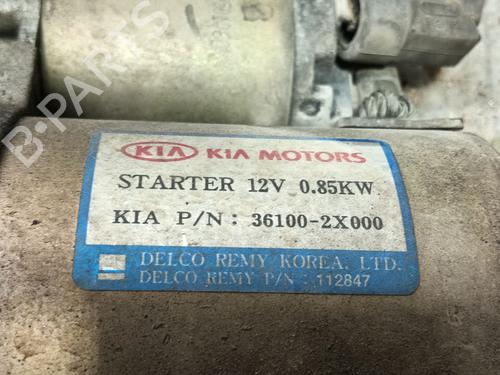 KIA KIA MOTORS
STARTER 12V 0.85KW
KIA P/N : 36100-2X000
DELCO REMY KOREA. LTD.
DELCO REMY P/N : 112847
B-PARTS